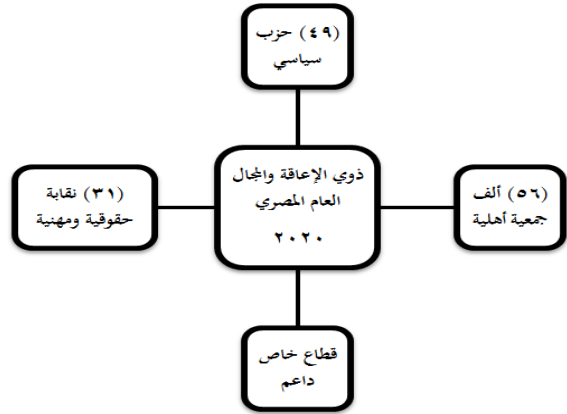 (٤٩) حزب
سياسي
ذوي الإعاقة والمجال
العام المصري
٢٠٢٠
(٥٦) ألف
جمعية أهلية
(٣١) نقابة
حقوقية ومهنية
قطاع خاص
داعم